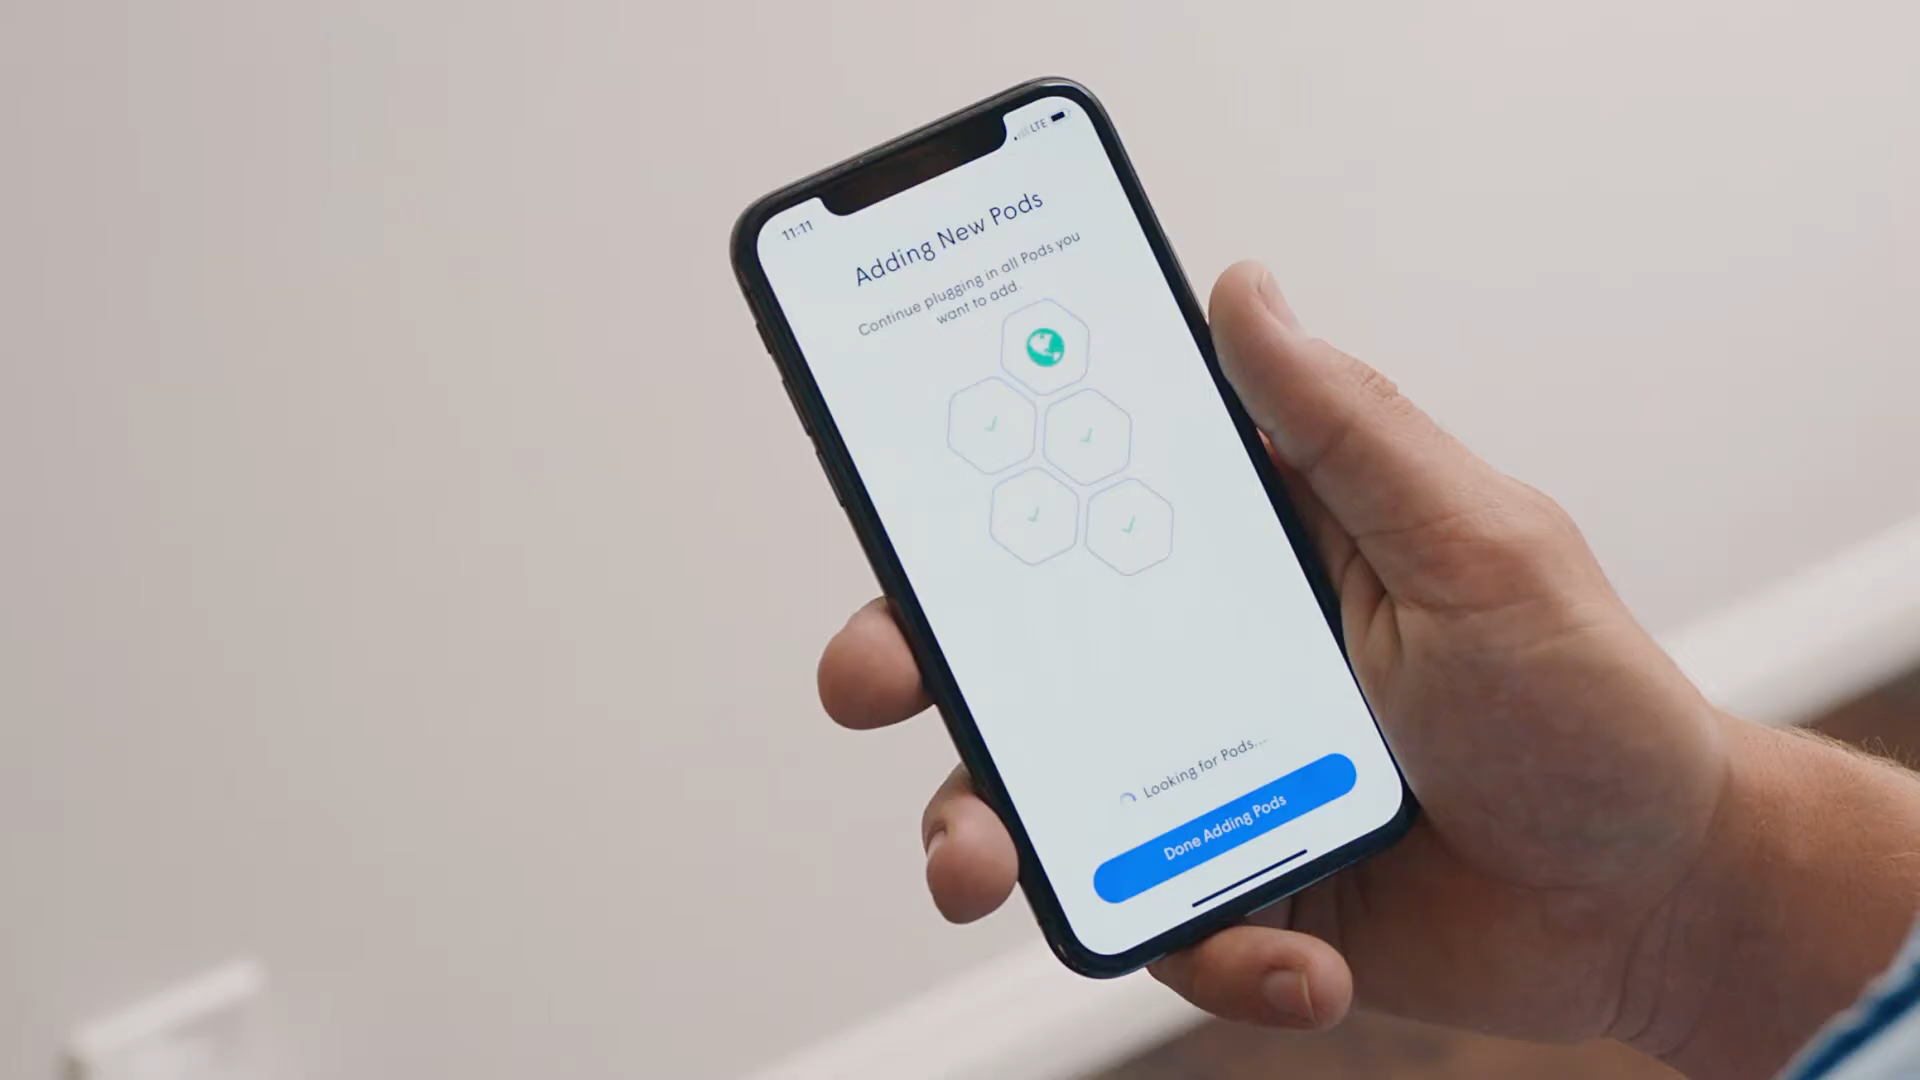 11:11
LTE
Adding New Pods
Continue plugging in all Pods you
want to add.
Looking for Pods...
Done Adding Pods